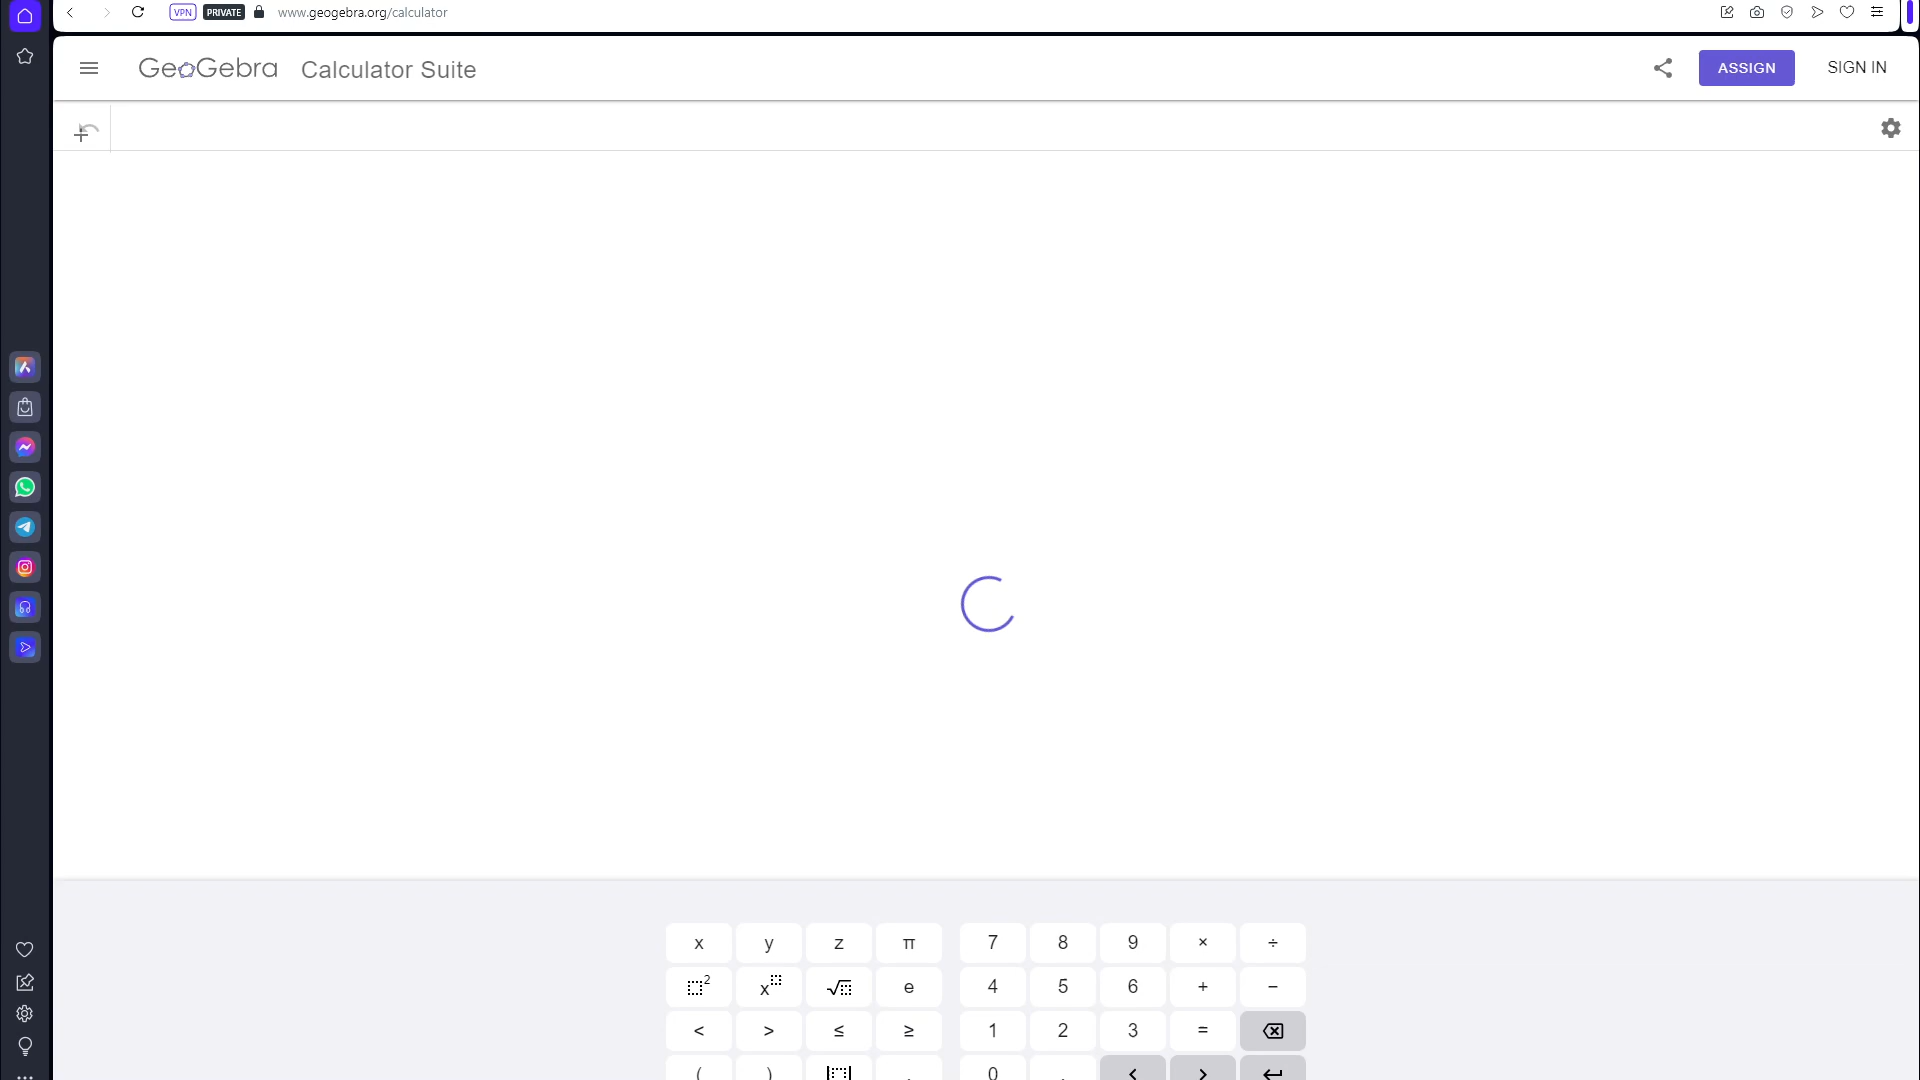 VPN PRIVATE www.geogebra.org/calculator
GeoGebra Calculator Suite ASSIGN SIGN IN
x y z π 7 8 9 × ÷
2 x √ e 4 5 6 + −
< > ≤ ≥ 1 2 3 =
( ) , 0 . < >